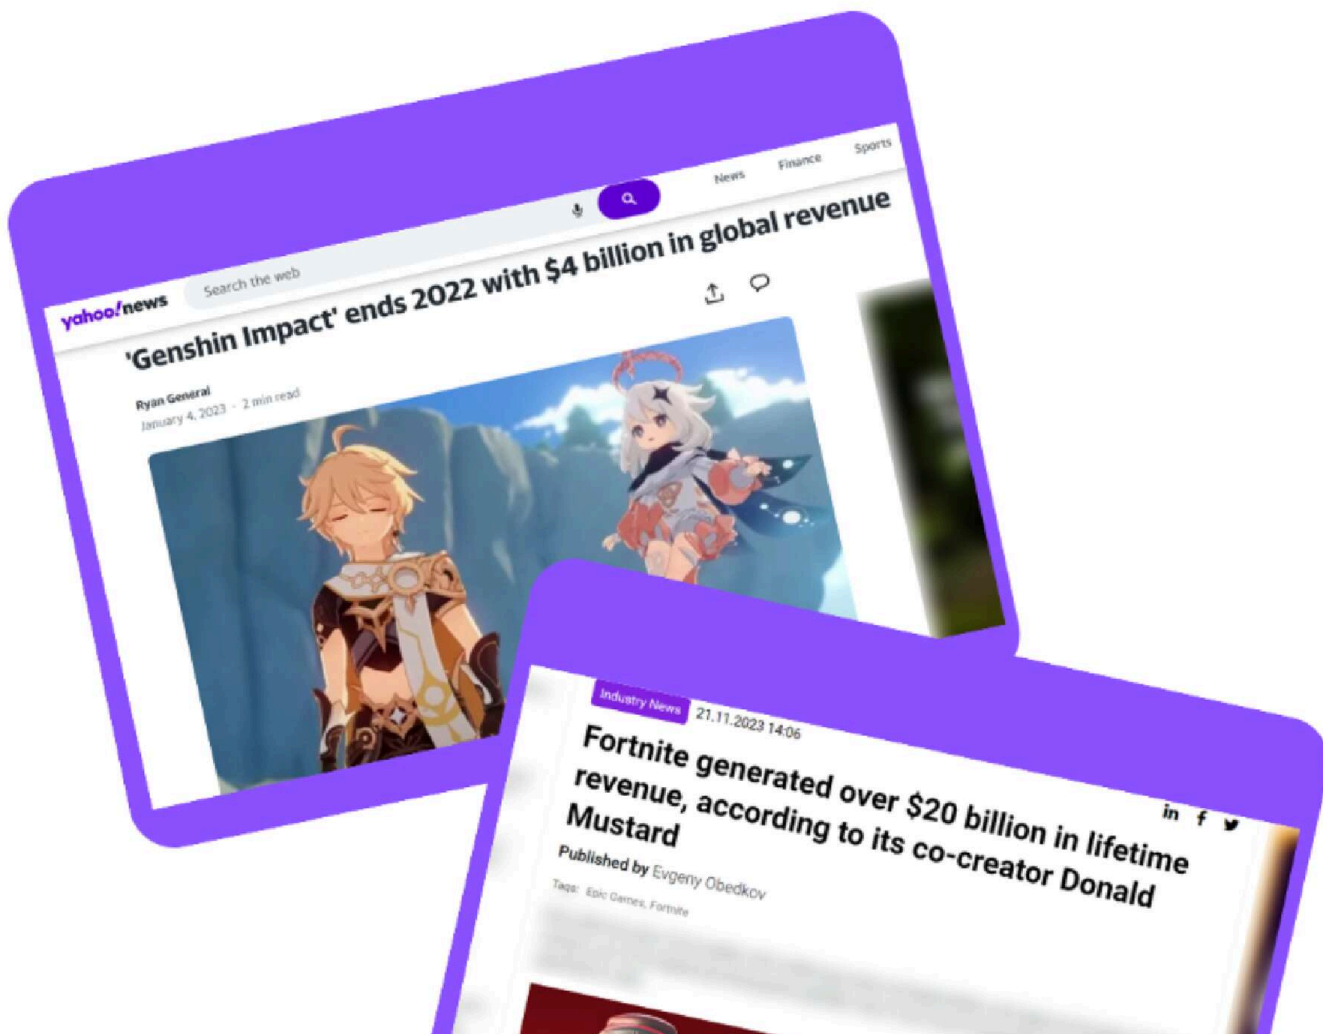 News Finance Sports
yahoo!news Search the web
'Genshin Impact' ends 2022 with $4 billion in global revenue
Ryan General
January 4, 2023 · 2 min read
Industry News 21.11.2023 14:06
in f
Fortnite generated over $20 billion in lifetime
revenue, according to its co-creator Donald
Mustard
Published by Evgeny Obedkov
Tags: Epic Games, Fortnite